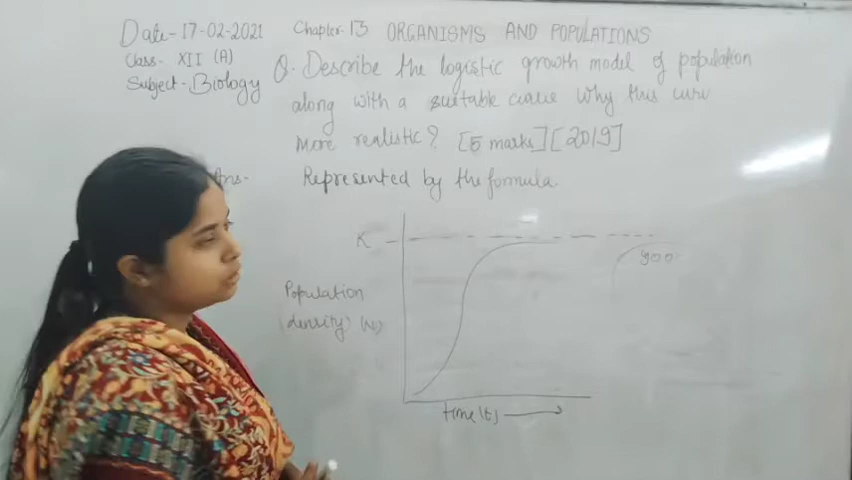 Date-17-02-2021 Chapter-13 ORGANISMS AND POPULATIONS
Class- XII (A)
Subject-Biology
Q. Describe the logistic growth model of population
along with a suitable curve why this curve
more realistic? [5 marks] [2019]
Ans- Represented by the formula
K
900
Population
density) (N)
time(t)